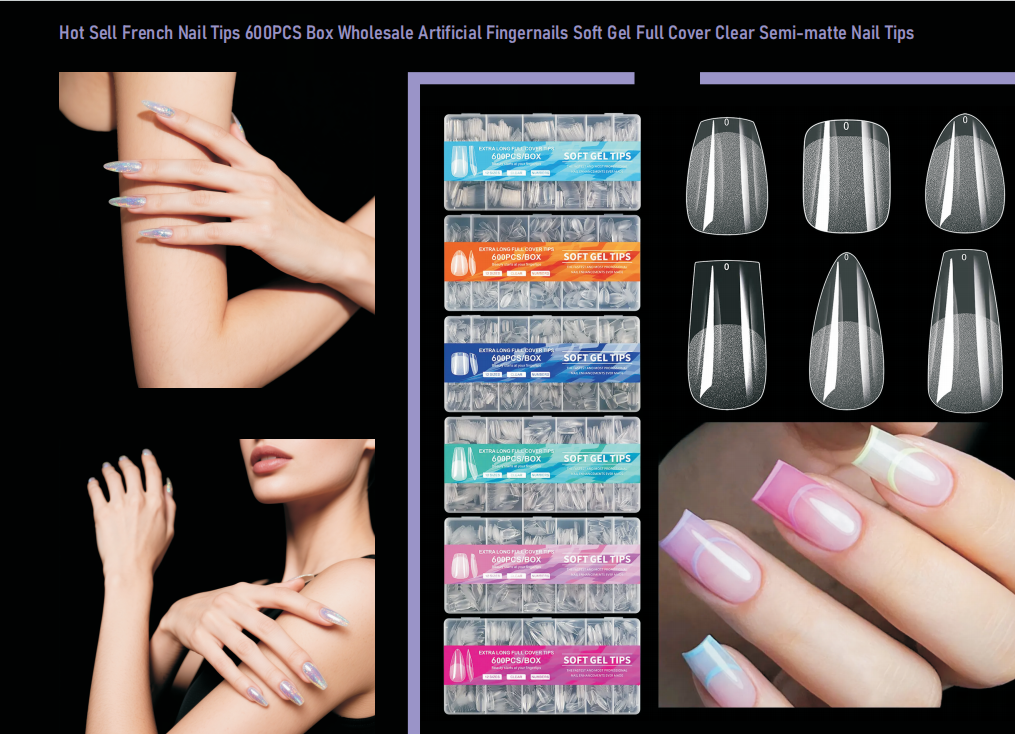 Hot Sell French Nail Tips 600PCS Box Wholesale Artificial Fingernails Soft Gel Full Cover Clear Semi-matte Nail Tips
EXTRA LONG FULL COVER TIPS
600PCS/BOX
SOFT GEL TIPS
EXTRA LONG FULL COVER TIPS
600PCS/BOX
SOFT GEL TIPS
EXTRA LONG FULL COVER TIPS
600PCS/BOX
SOFT GEL TIPS
EXTRA LONG FULL COVER TIPS
600PCS/BOX
SOFT GEL TIPS
EXTRA LONG FULL COVER TIPS
600PCS/BOX
SOFT GEL TIPS
EXTRA LONG FULL COVER TIPS
600PCS/BOX
SOFT GEL TIPS
0
0
0
0
0
0